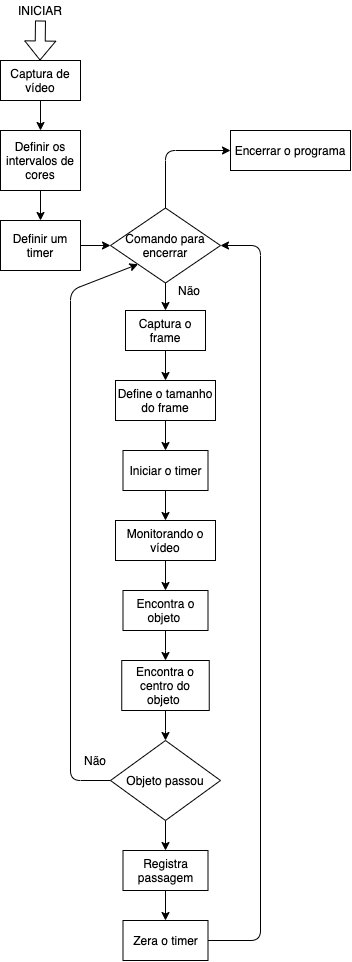 INICIAR
Captura de
vídeo
Definir os
intervalos de
cores
Definir um
timer
Comando para
encerrar
Encerrar o programa
Não
Captura o
frame
Define o tamanho
do frame
Iniciar o timer
Monitorando o
vídeo
Encontra o
objeto
Encontra o
centro do
objeto
Não
Objeto passou
Registra
passagem
Zera o timer